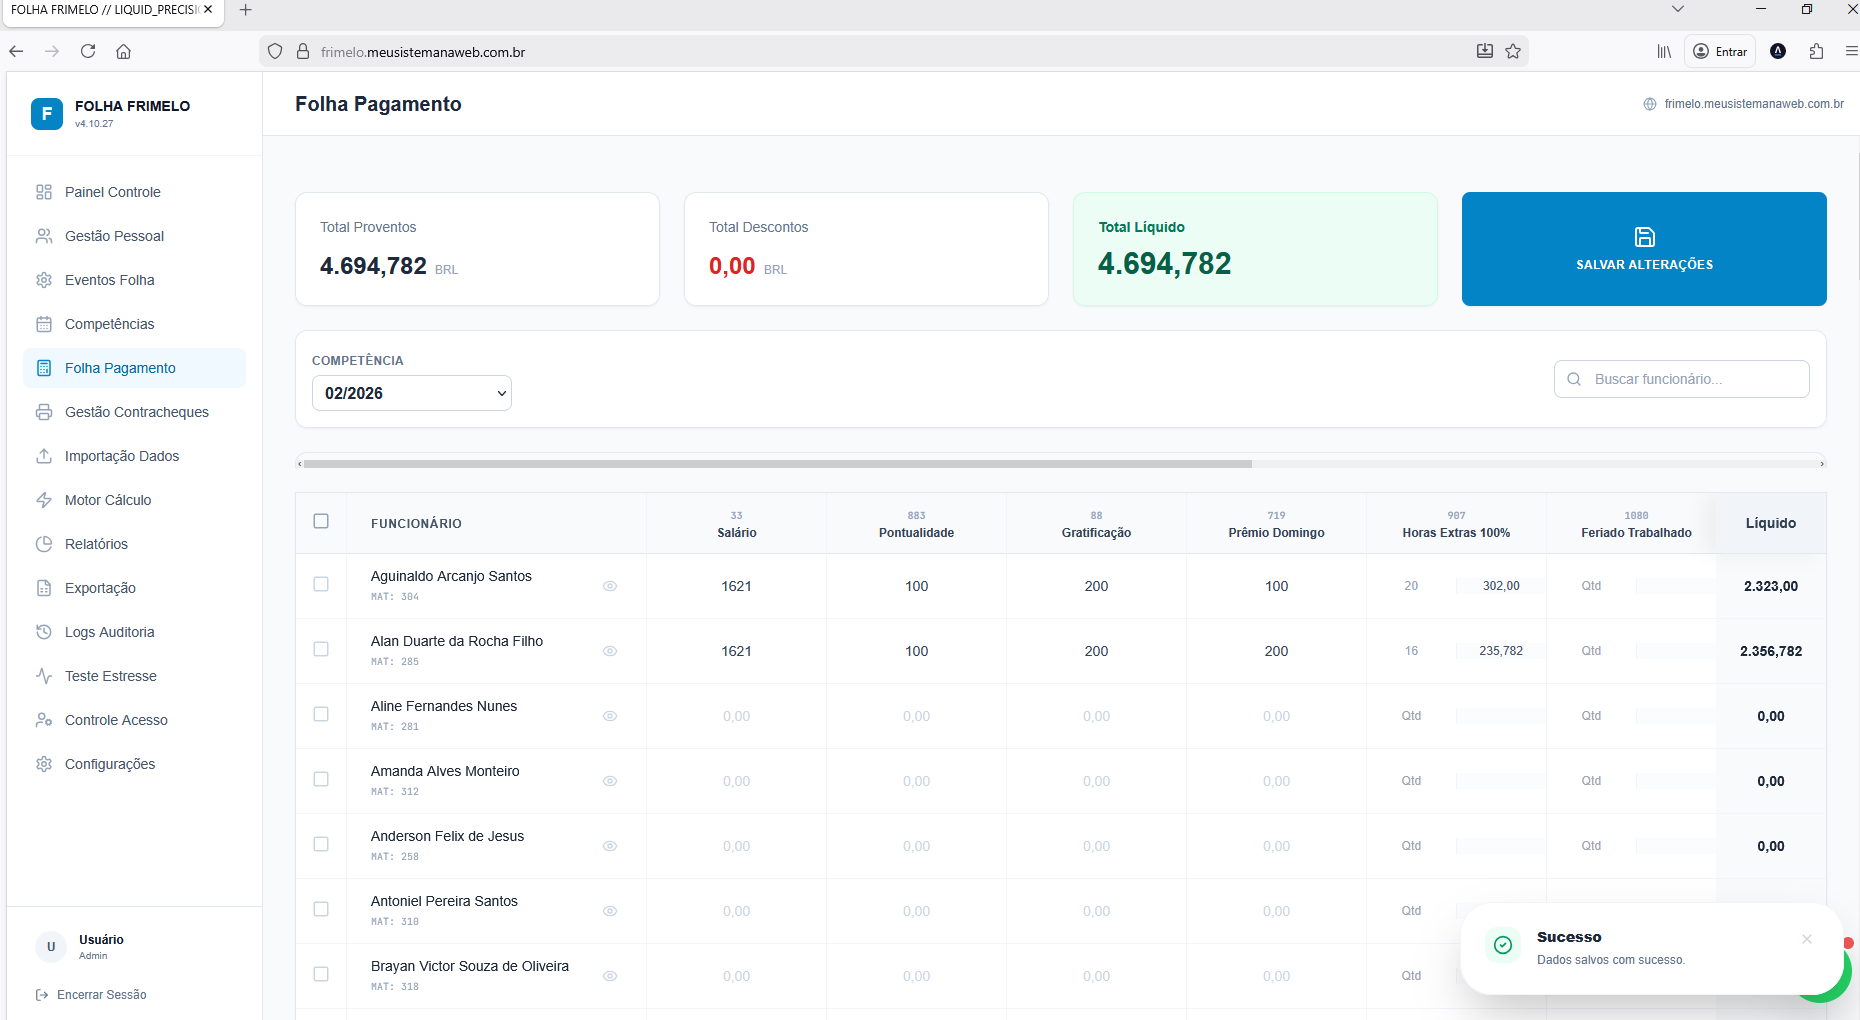 FOLHA FRIMELO // LIQUID_PRECISI
frimelo.meusistemanaweb.com.br
Entrar
F
FOLHA FRIMELO
v4.10.27
Painel Controle
Gestão Pessoal
Eventos Folha
Competências
Folha Pagamento
Gestão Contracheques
Importação Dados
Motor Cálculo
Relatórios
Exportação
Logs Auditoria
Teste Estresse
Controle Acesso
Configurações
U
Usuário
Admin
Encerrar Sessão
Folha Pagamento
frimelo.meusistemanaweb.com.br
Total Proventos
4.694,782 BRL
Total Descontos
0,00 BRL
Total Líquido
4.694,782
SALVAR ALTERAÇÕES
COMPETÊNCIA
02/2026
Buscar funcionário...
FUNCIONÁRIO
33
Salário
883
Pontualidade
88
Gratificação
719
Prêmio Domingo
907
Horas Extras 100%
1080
Feriado Trabalhado
Líquido
Aguinaldo Arcanjo Santos
MAT: 304
1621 100 200 100 20 302,00 Qtd 2.323,00
Alan Duarte da Rocha Filho
MAT: 285
1621 100 200 200 16 235,782 Qtd 2.356,782
Aline Fernandes Nunes
MAT: 281
0,00 0,00 0,00 0,00 Qtd Qtd 0,00
Amanda Alves Monteiro
MAT: 312
0,00 0,00 0,00 0,00 Qtd Qtd 0,00
Anderson Felix de Jesus
MAT: 258
0,00 0,00 0,00 0,00 Qtd Qtd 0,00
Antoniel Pereira Santos
MAT: 310
0,00 0,00 0,00 0,00 Qtd
Brayan Victor Souza de Oliveira
MAT: 318
0,00 0,00 0,00 0,00 Qtd
Sucesso
Dados salvos com sucesso.